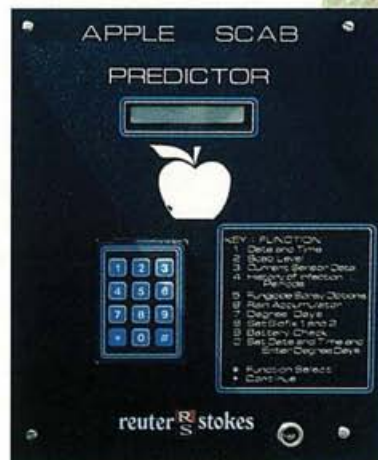 APPLE SCAB
PREDICTOR
KEY : FUNCTION
1 Date and Time
2 Scab Level
3 Current Sensor Data
4 History of Infection
Periods
5 Fungicide Spray Options
6 Rain Accumulator
7 Degree Days
8 Set Biofix 1 and 2
9 Battery Check
0 Set Date and Time and
Enter Degree Days
Function Select
Continue
1 2 3
4 5 6
7 8 9
* 0 #
reuter RS stokes